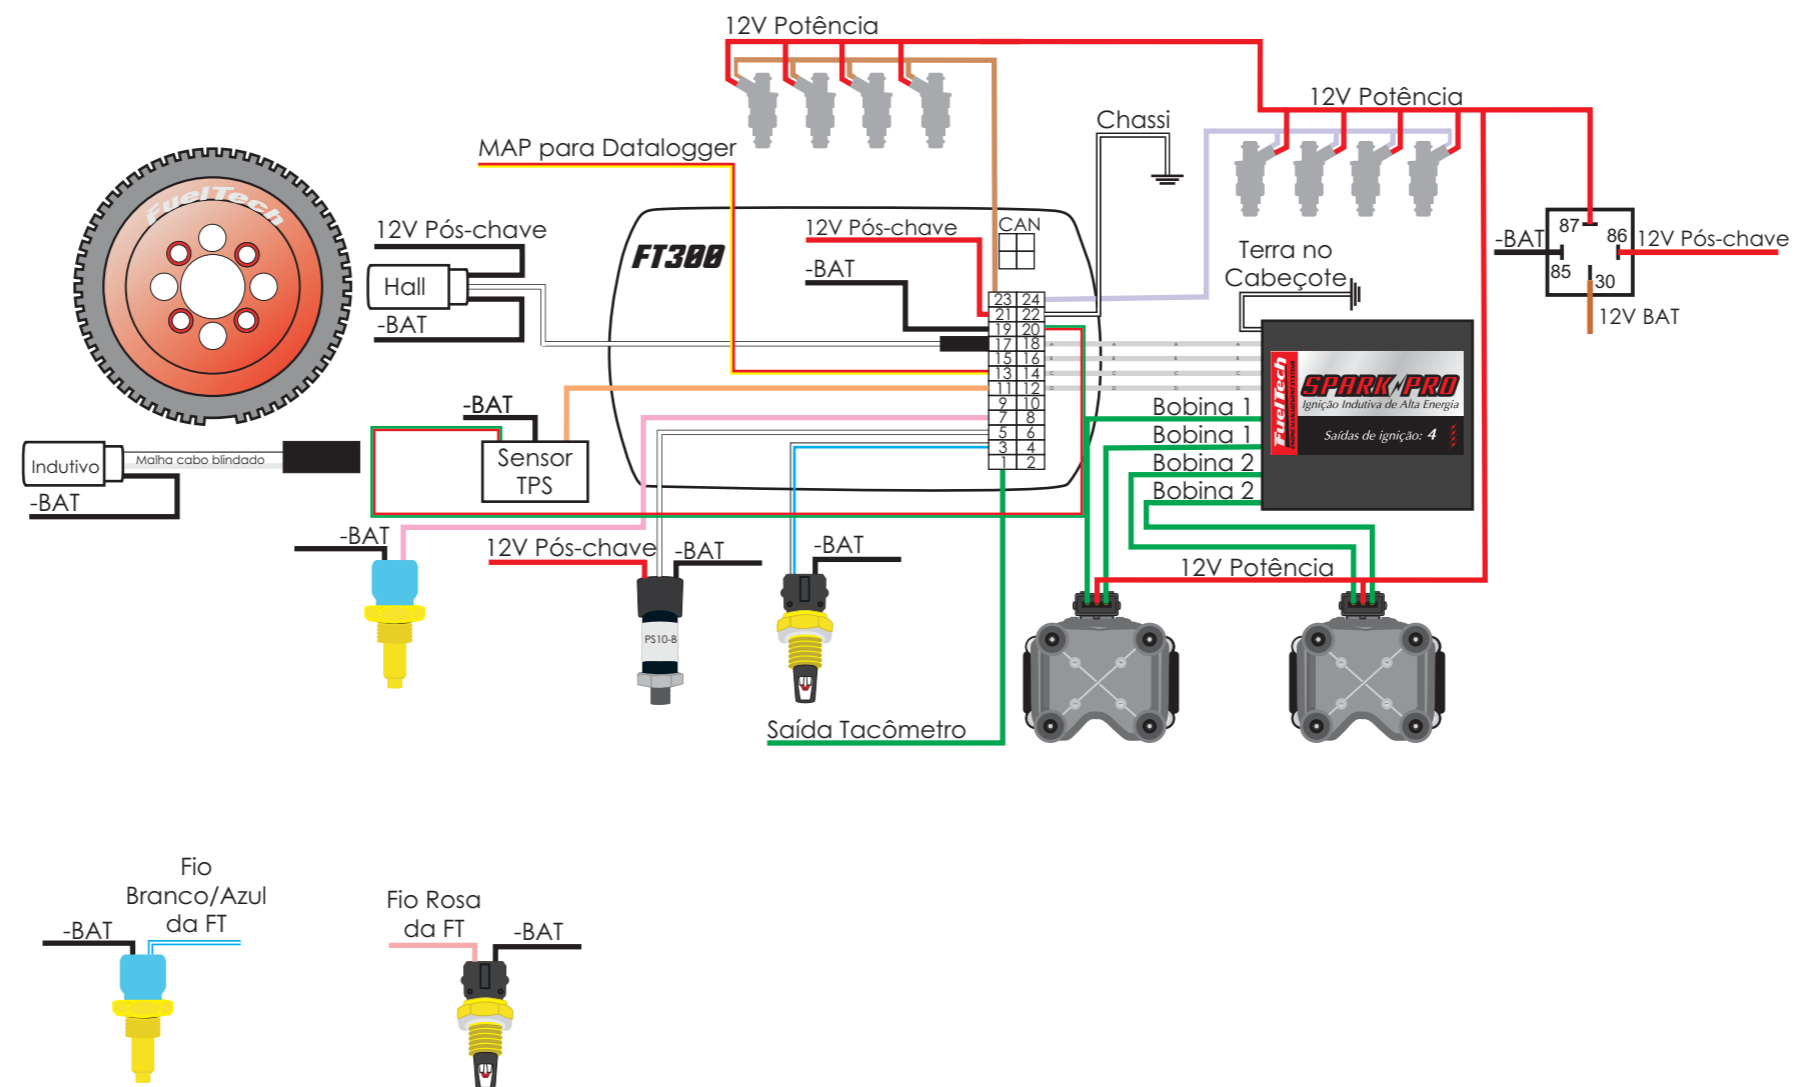 12V Potência
12V Potência
Chassi
MAP para Datalogger
FuelTech
12V Pós-chave
Hall
-BAT
FT300
12V Pós-chave
-BAT
CAN
23 24
21 22
19 20
17 18
15 16
13 14
11 12
9 10
7 8
5 6
3 4
1 2
A A A A
B B B B
C C C C
D D D D
Terra no
Cabeçote
-BAT
87
86
85
30
12V Pós-chave
12V BAT
FuelTech
SPARK PRO
Ignição Indutiva de Alta Energia
Saídas de ignição: 4
Bobina 1
Bobina 1
Bobina 2
Bobina 2
12V Potência
Indutivo
Malha cabo blindado
-BAT
-BAT
Sensor
TPS
-BAT
12V Pós-chave
-BAT
PS10-B
-BAT
Saída Tacômetro
Fio
Branco/Azul
da FT
-BAT
Fio Rosa
da FT
-BAT